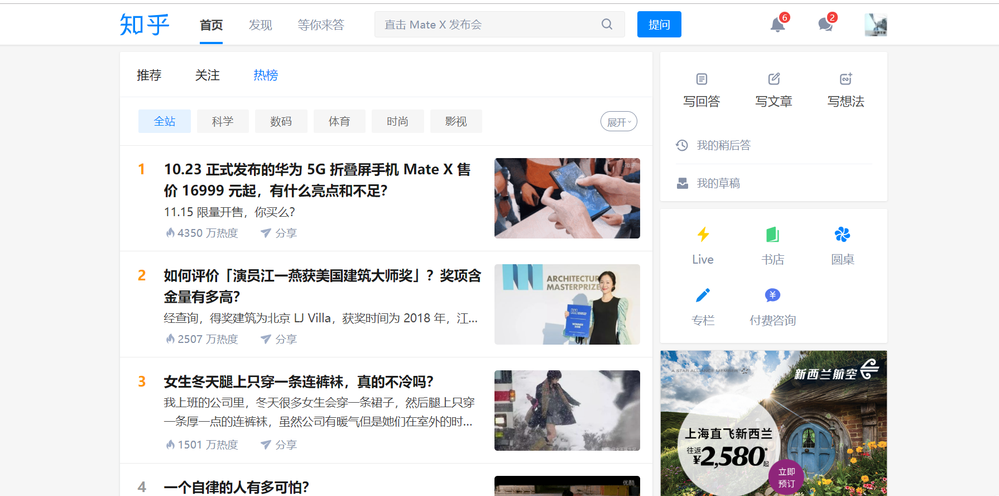 知乎
首页
发现
等你来答
直击 Mate X 发布会
提问
6
2
推荐
关注
热榜
全站
科学
数码
体育
时尚
影视
展开
1
10.23 正式发布的华为 5G 折叠屏手机 Mate X 售
价 16999 元起，有什么亮点和不足？
11.15 限量开售，你买么？
4350 万热度
分享
知乎
2
如何评价「演员江一燕获美国建筑大师奖」？奖项含
金量有多高？
经查询，得奖建筑为北京 LJ Villa，获奖时间为 2018 年，江...
2507 万热度
分享
ARCHITECTUR
MASTERPRIZE
WINNER
2018
3
女生冬天腿上只穿一条连裤袜，真的不冷吗？
我上班的公司里，冬天很多女生会穿一条裙子，然后腿上只穿
一条厚一点的连裤袜，虽然公司有暖气但是她们在室外的时...
1501 万热度
分享
4
一个自律的人有多可怕？
优酷
写回答
写文章
写想法
我的稍后答
我的草稿
Live
书店
圆桌
专栏
付费咨询
A STAR ALLIANCE MEMBER
新西兰航空
上海直飞新西兰
往返
¥2,580*起
立即
预订